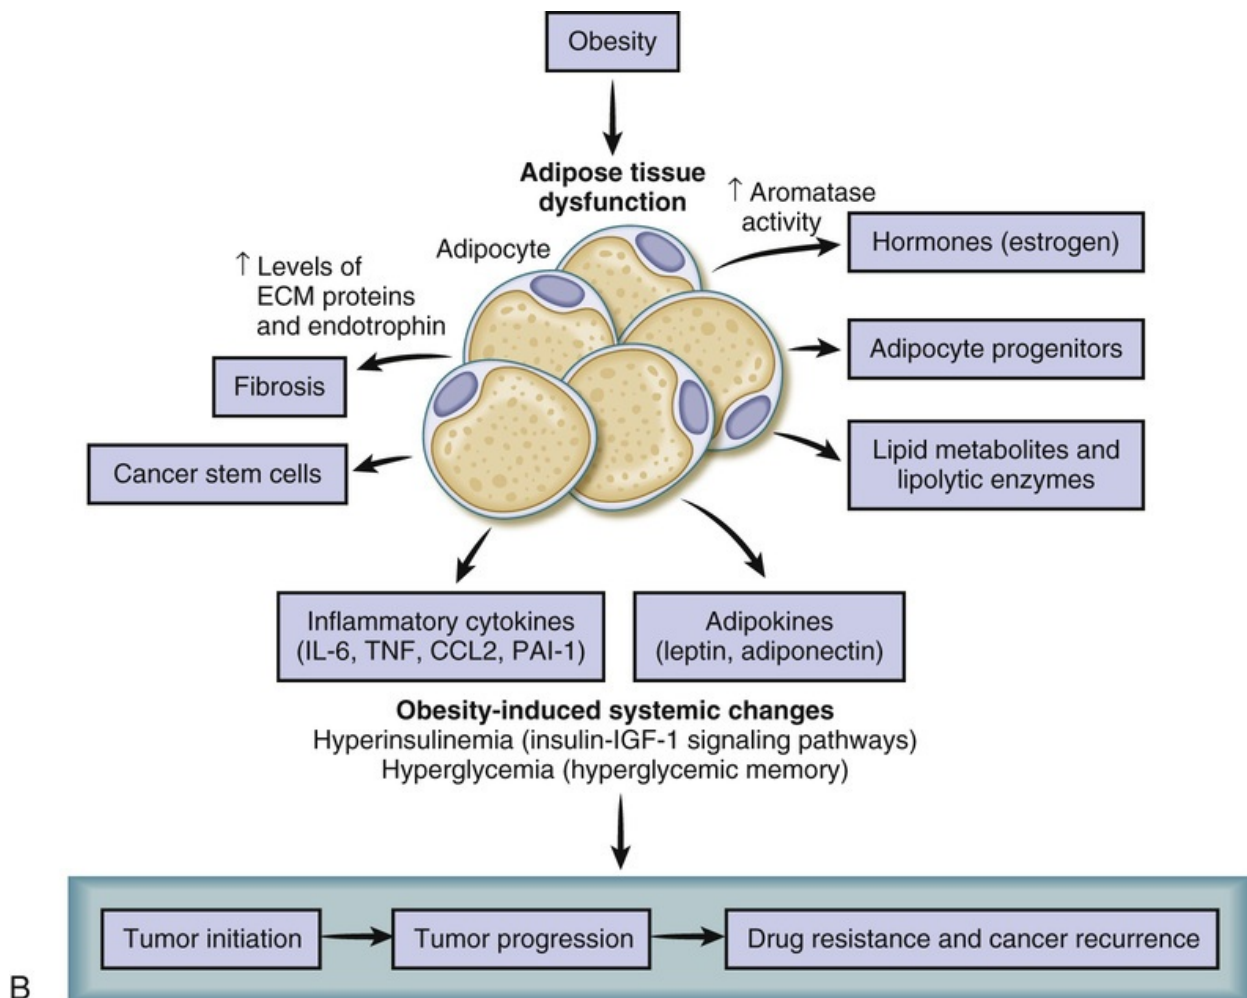 Obesity
Adipose tissue
dysfunction
↑ Aromatase
activity
Hormones (estrogen)
Adipocyte
↑ Levels of
ECM proteins
and endotrophin
Adipocyte progenitors
Fibrosis
Lipid metabolites and
lipolytic enzymes
Cancer stem cells
Inflammatory cytokines
(IL-6, TNF, CCL2, PAI-1)
Adipokines
(leptin, adiponectin)
Obesity-induced systemic changes
Hyperinsulinemia (insulin-IGF-1 signaling pathways)
Hyperglycemia (hyperglycemic memory)
Tumor initiation
Tumor progression
Drug resistance and cancer recurrence
B